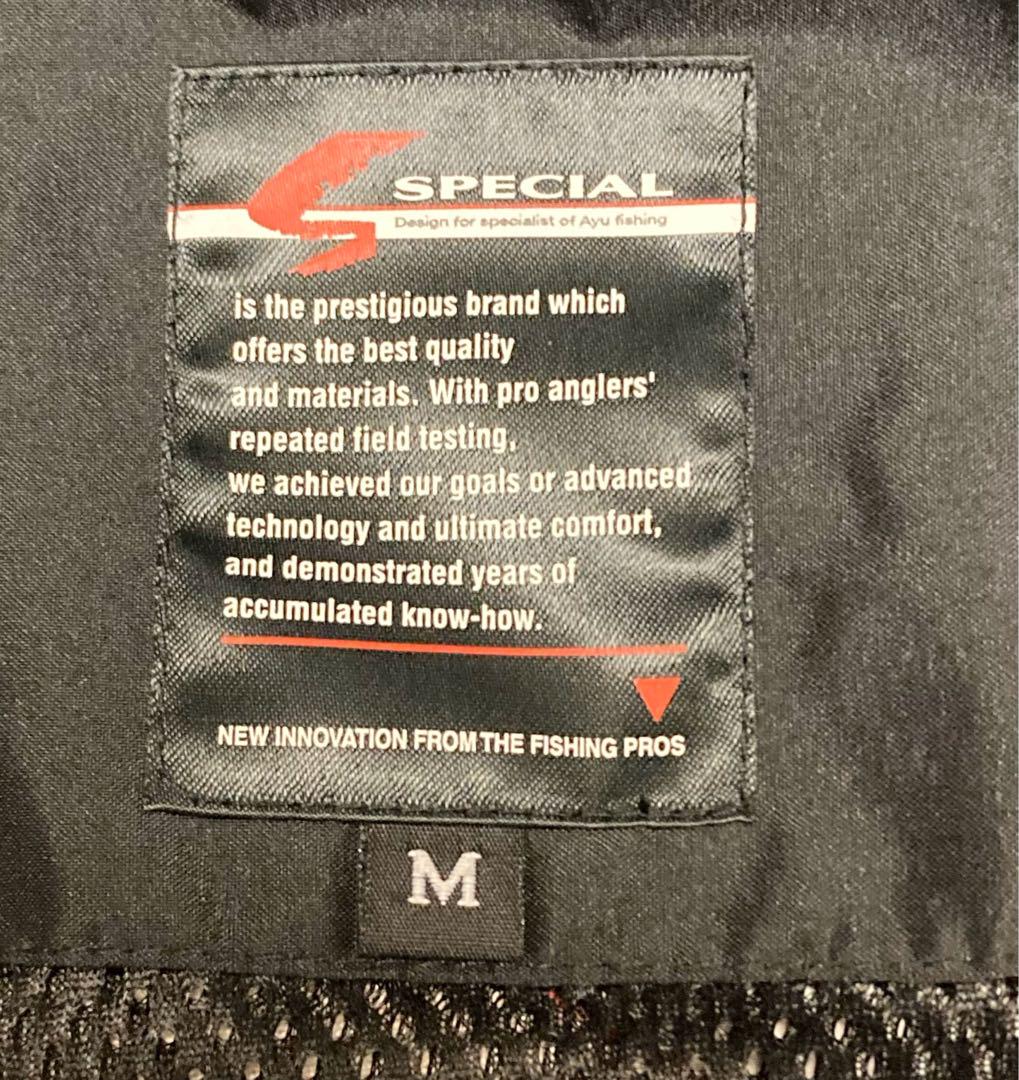 SPECIAL
Design for specialist of Ayu fishing
is the prestigious brand which
offers the best quality
and materials. With pro anglers'
repeated field testing,
we achieved our goals or advanced
technology and ultimate comfort,
and demonstrated years of
accumulated know-how.
NEW INNOVATION FROM THE FISHING PROS
M